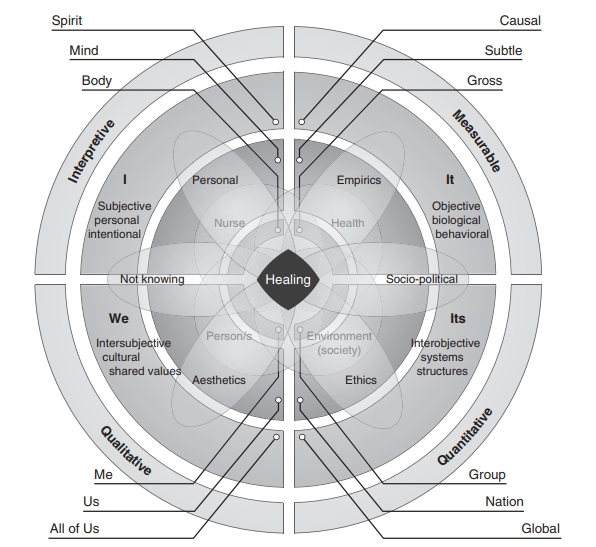 Spirit
Causal
Mind
Subtle
Body
Gross
Interpretive
Measurable
I
Personal
Empirics
It
Subjective
personal
intentional
Nurse
Health
Objective
biological
behavioral
Not knowing
Healing
Socio-political
We
Its
Intersubjective
cultural
shared values
Person/s
Environment
(society)
Interobjective
systems
structures
Aesthetics
Ethics
Qualitative
Quantitative
Me
Group
Us
Nation
All of Us
Global